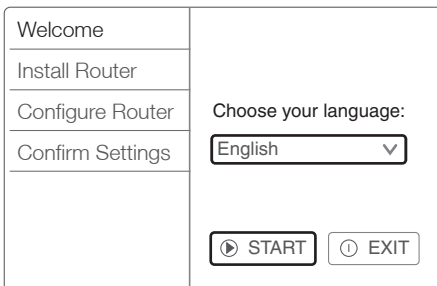 Welcome
Install Router
Configure Router
Confirm Settings
Choose your language:
English
START
EXIT